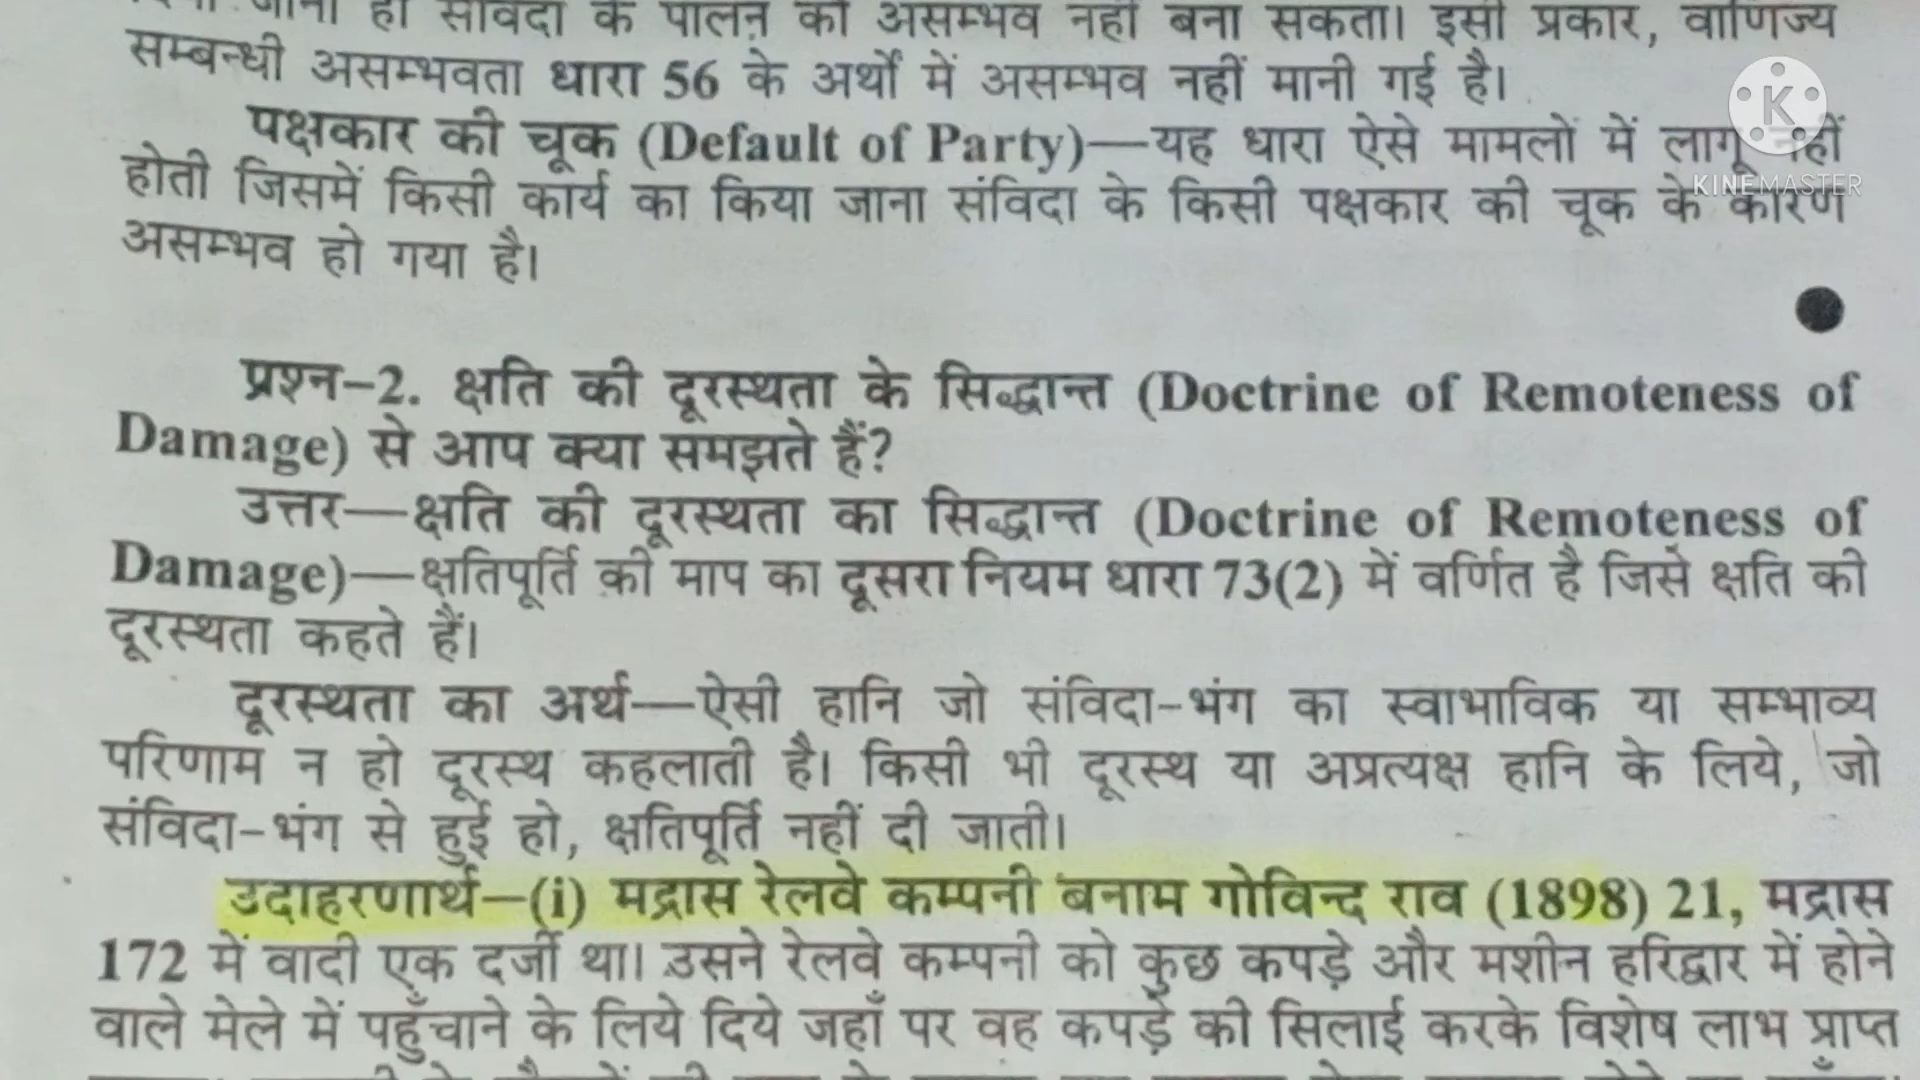 जाना ही संविदा के पालन को असम्भव नहीं बना सकता। इसी प्रकार, वाणिज्य
सम्बन्धी असम्भवता धारा 56 के अर्थों में असम्भव नहीं मानी गई है।
पक्षकार की चूक (Default of Party)—यह धारा ऐसे मामलों में लागू नहीं
होती जिसमें किसी कार्य का किया जाना संविदा के किसी पक्षकार की चूक के कारण
असम्भव हो गया है।
K
KINEMASTER
प्रश्न-2. क्षति की दूरस्थता के सिद्धान्त (Doctrine of Remoteness of
Damage) से आप क्या समझते हैं?
उत्तर—क्षति की दूरस्थता का सिद्धान्त (Doctrine of Remoteness of
Damage)—क्षतिपूर्ति की माप का दूसरा नियम धारा 73(2) में वर्णित है जिसे क्षति की
दूरस्थता कहते हैं।
दूरस्थता का अर्थ—ऐसी हानि जो संविदा-भंग का स्वाभाविक या सम्भाव्य
परिणाम न हो दूरस्थ कहलाती है। किसी भी दूरस्थ या अप्रत्यक्ष हानि के लिये, जो
संविदा-भंग से हुई हो, क्षतिपूर्ति नहीं दी जाती।
उदाहरणार्थ—(i) मद्रास रेलवे कम्पनी बनाम गोविन्द राव (1898) 21, मद्रास
172 में वादी एक दर्जी था। उसने रेलवे कम्पनी को कुछ कपड़े और मशीन हरिद्वार में होने
वाले मेले में पहुँचाने के लिये दिये जहाँ पर वह कपड़े की सिलाई करके विशेष लाभ प्राप्त